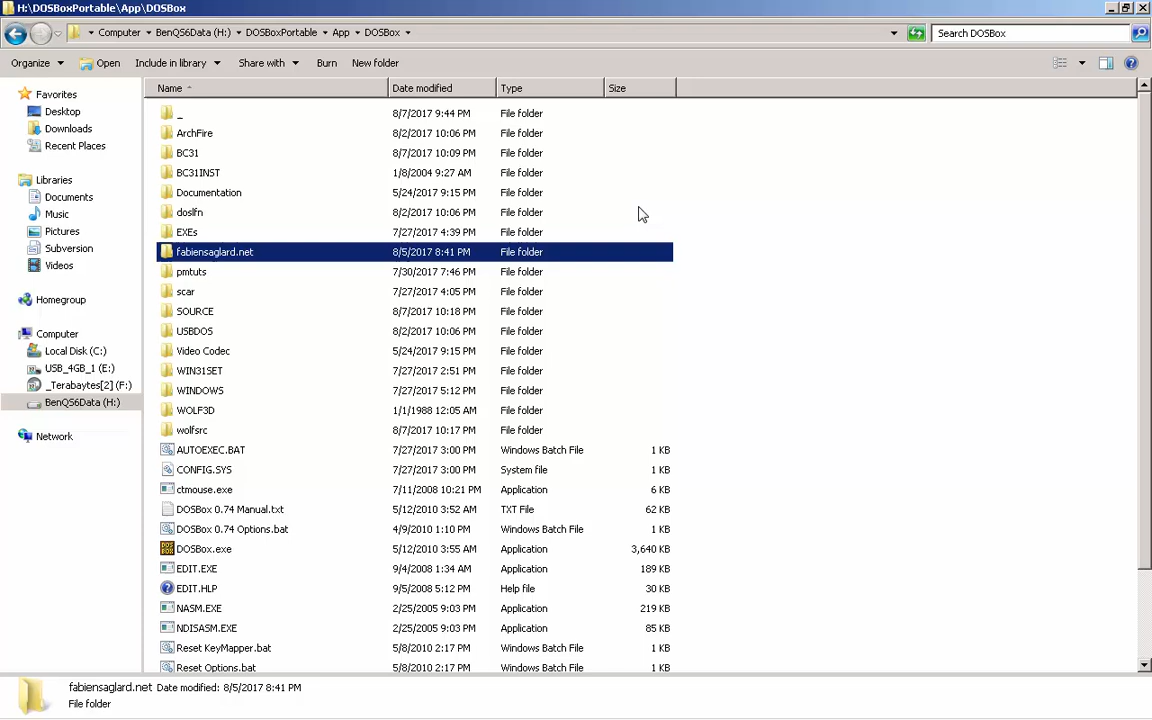 H:\DOSBoxPortable\App\DOSBox
Computer BenQS6Data (H:) DOSBoxPortable App DOSBox Search DOSBox
Organize Open Include in library Share with Burn New folder
Favorites
Desktop
Downloads
Recent Places
Libraries
Documents
Music
Pictures
Subversion
Videos
Homegroup
Computer
Local Disk (C:)
USB_4GB_1 (E:)
_Terabaytes[2] (F:)
BenQS6Data (H:)
Network
Name Date modified Type Size
_ 8/7/2017 9:44 PM File folder
ArchFire 8/2/2017 10:06 PM File folder
BC31 8/7/2017 10:09 PM File folder
BC31INST 1/8/2004 9:27 AM File folder
Documentation 5/24/2017 9:15 PM File folder
doslfn 8/2/2017 10:06 PM File folder
EXEs 7/27/2017 4:39 PM File folder
fabiensaglard.net 8/5/2017 8:41 PM File folder
pmtuts 7/30/2017 7:46 PM File folder
scar 7/27/2017 4:05 PM File folder
SOURCE 8/7/2017 10:18 PM File folder
USBDOS 8/2/2017 10:06 PM File folder
Video Codec 5/24/2017 9:15 PM File folder
WIN31SET 7/27/2017 2:51 PM File folder
WINDOWS 7/27/2017 5:12 PM File folder
WOLF3D 1/1/1988 12:05 AM File folder
wolfsrc 8/7/2017 10:17 PM File folder
AUTOEXEC.BAT 7/27/2017 3:00 PM Windows Batch File 1 KB
CONFIG.SYS 7/27/2017 3:00 PM System file 1 KB
ctmouse.exe 7/11/2008 10:21 PM Application 6 KB
DOSBox 0.74 Manual.txt 5/12/2010 3:52 AM TXT File 62 KB
DOSBox 0.74 Options.bat 4/9/2010 1:10 PM Windows Batch File 1 KB
DOSBox.exe 5/12/2010 3:55 AM Application 3,640 KB
EDIT.EXE 9/4/2008 1:34 AM Application 189 KB
EDIT.HLP 9/5/2008 5:12 PM Help file 30 KB
NASM.EXE 2/25/2005 9:03 PM Application 219 KB
NDISASM.EXE 2/25/2005 9:03 PM Application 85 KB
Reset KeyMapper.bat 5/8/2010 2:17 PM Windows Batch File 1 KB
Reset Options.bat 5/8/2010 2:17 PM Windows Batch File 1 KB
fabiensaglard.net Date modified: 8/5/2017 8:41 PM
File folder